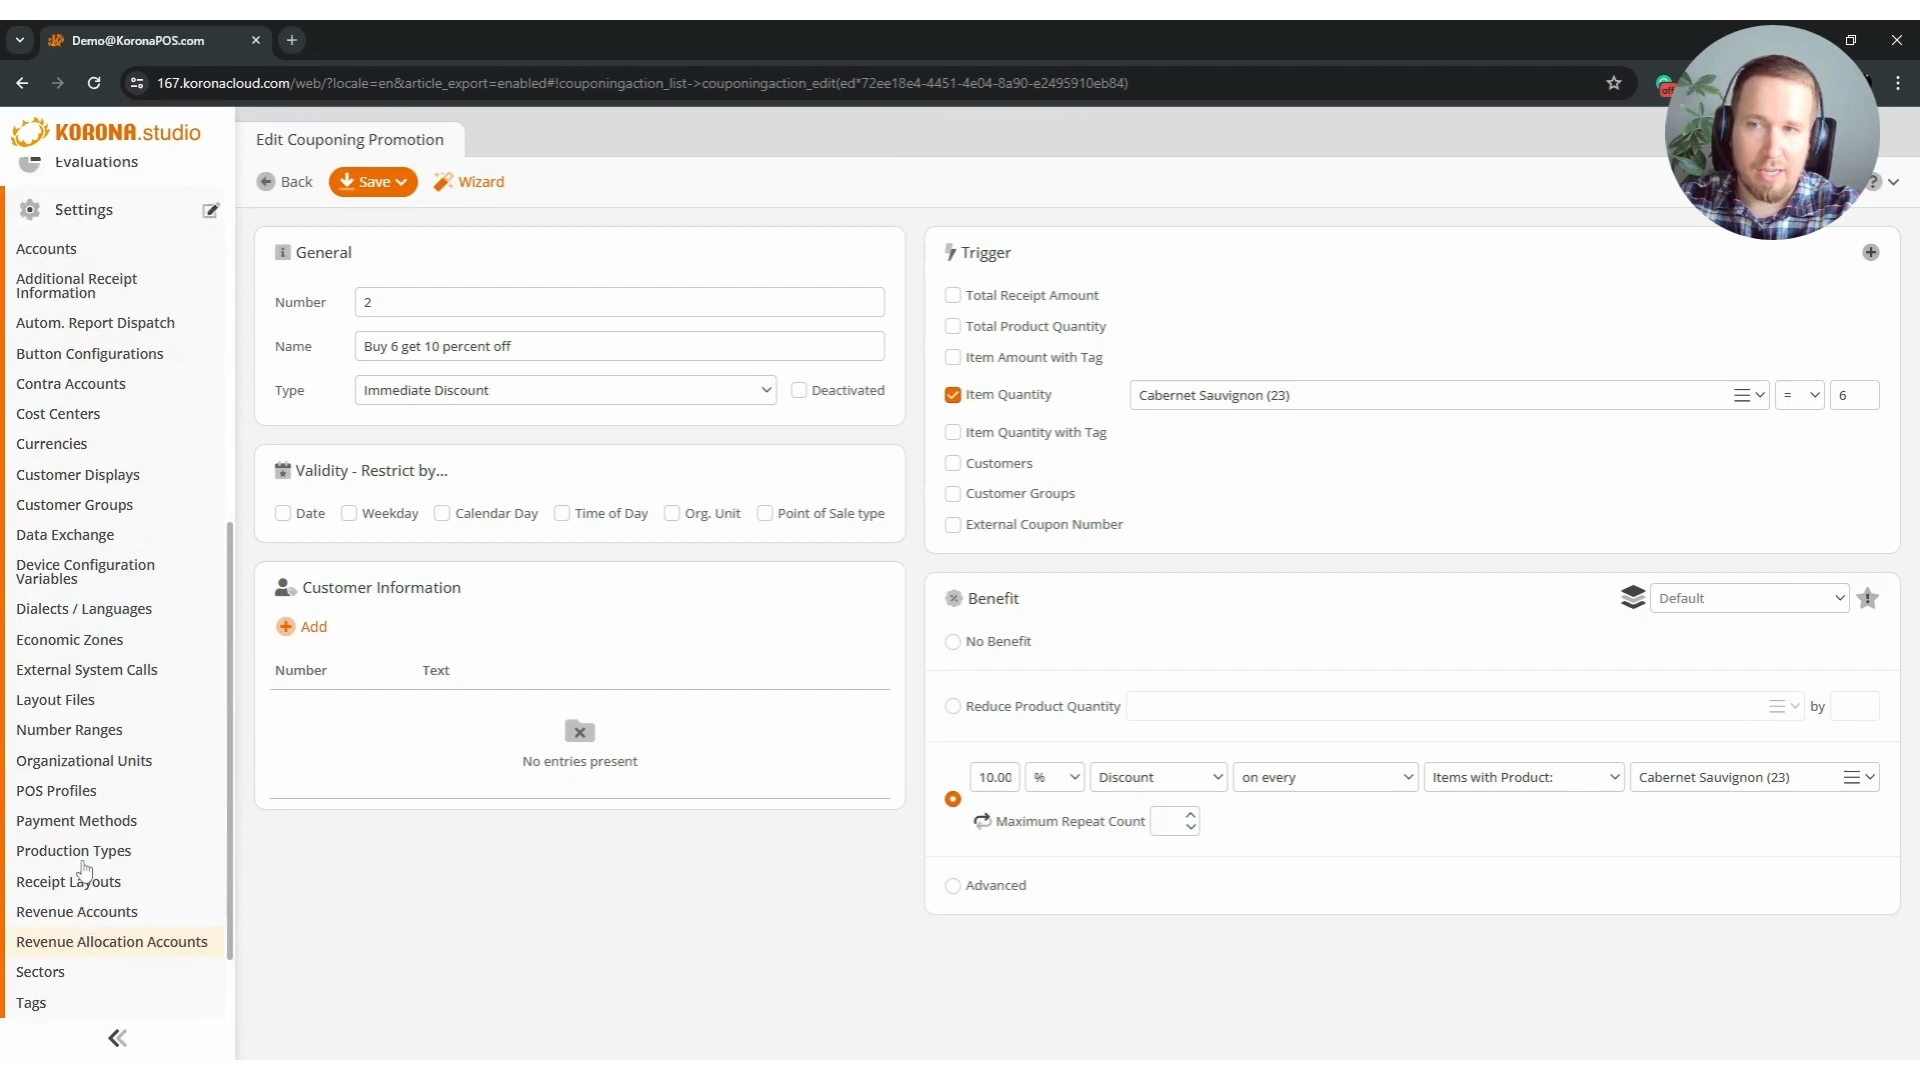 Demo@KoronaPOS.com
167.koronacloud.com/web/?locale=en&article_export=enabled#!couponingaction_list->couponingaction_edit(ed*72ee18e4-4451-4e04-8a90-e2495910eb84)
off
KORONA.studio
Evaluations
Settings
Accounts
Additional Receipt
Information
Autom. Report Dispatch
Button Configurations
Contra Accounts
Cost Centers
Currencies
Customer Displays
Customer Groups
Data Exchange
Device Configuration
Variables
Dialects / Languages
Economic Zones
External System Calls
Layout Files
Number Ranges
Organizational Units
POS Profiles
Payment Methods
Production Types
Receipt Layouts
Revenue Accounts
Revenue Allocation Accounts
Sectors
Tags
Edit Couponing Promotion
Back
Save
Wizard
?
General
Number 2
Name Buy 6 get 10 percent off
Type Immediate Discount Deactivated
Validity - Restrict by...
Date Weekday Calendar Day Time of Day Org. Unit Point of Sale type
Customer Information
Add
Number Text
No entries present
Trigger
Total Receipt Amount
Total Product Quantity
Item Amount with Tag
Item Quantity Cabernet Sauvignon (23) = 6
Item Quantity with Tag
Customers
Customer Groups
External Coupon Number
Benefit Default
No Benefit
Reduce Product Quantity by
10.00 % Discount on every Items with Product: Cabernet Sauvignon (23)
Maximum Repeat Count
Advanced